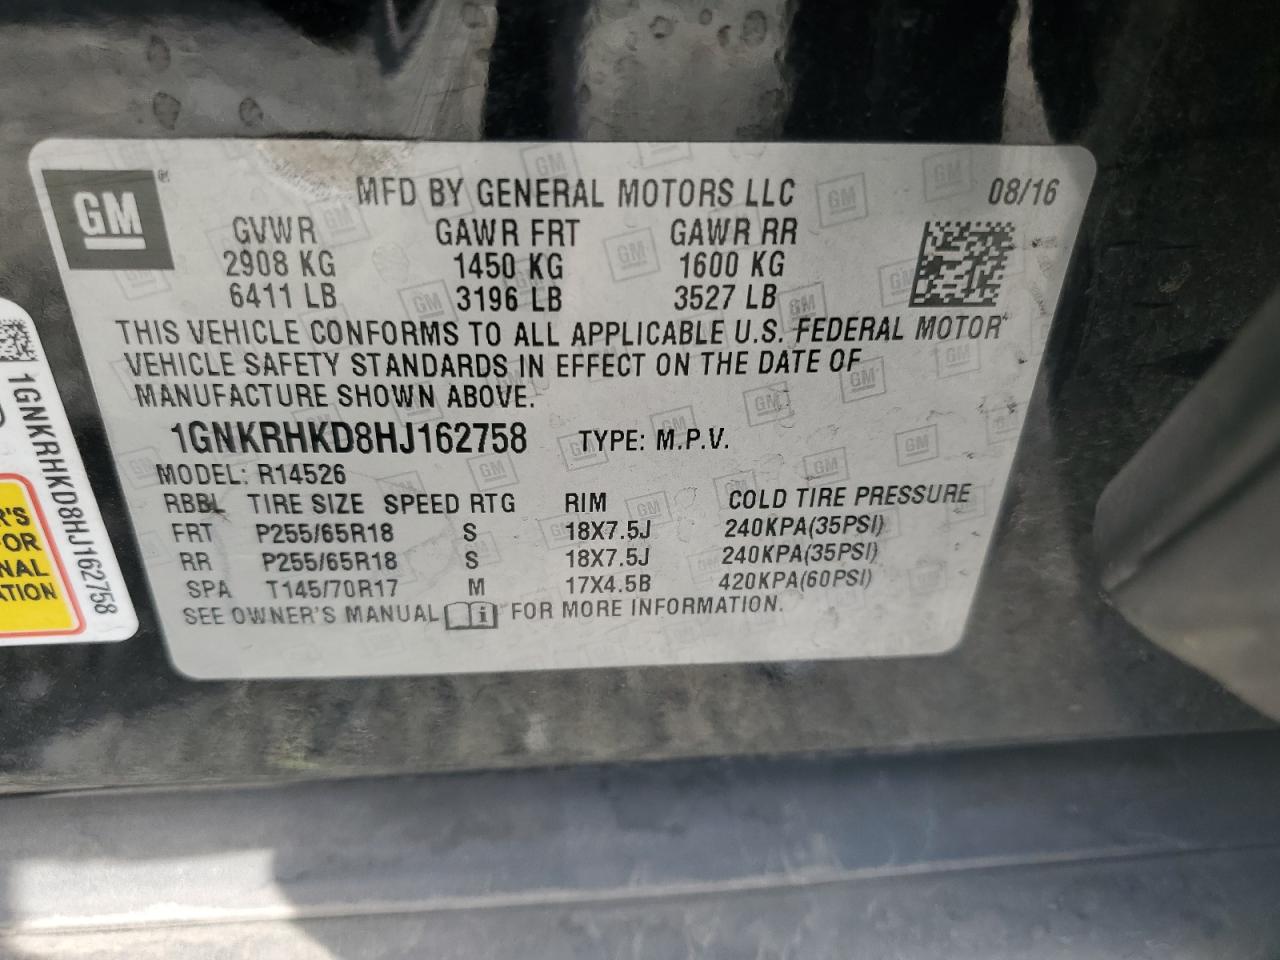 GM
MFD BY GENERAL MOTORS LLC 08/16
GVWR GAWR FRT GAWR RR
2908 KG 1450 KG 1600 KG
6411 LB 3196 LB 3527 LB
THIS VEHICLE CONFORMS TO ALL APPLICABLE U.S. FEDERAL MOTOR
VEHICLE SAFETY STANDARDS IN EFFECT ON THE DATE OF
MANUFACTURE SHOWN ABOVE.
1GNKRHKD8HJ162758 TYPE: M.P.V.
MODEL: R14526
RBBL TIRE SIZE SPEED RTG RIM COLD TIRE PRESSURE
FRT P255/65R18 S 18X7.5J 240KPA(35PSI)
RR P255/65R18 S 18X7.5J 240KPA(35PSI)
SPA T145/70R17 M 17X4.5B 420KPA(60PSI)
SEE OWNER'S MANUAL i FOR MORE INFORMATION.
1GNKRHKD8HJ162758
R'S
FOR
NAL
ATION